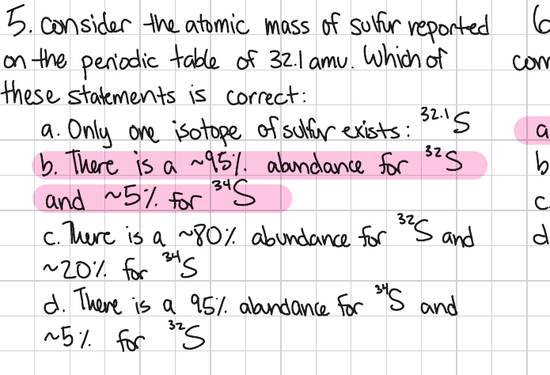 5. consider the atomic mass of sulfur reported
on the periodic table of 32.1 amu. Which of
these statements is correct:
a. Only one isotope of sulfur exists: ³²·¹S
b. There is a ~95% abundance for ³²S
and ~5% for ³⁴S
c. There is a ~80% abundance for ³²S and
~20% for ³⁴S
d. There is a 95% abundance for ³⁴S and
~5% for ³²S
6
com
a
b
c
d